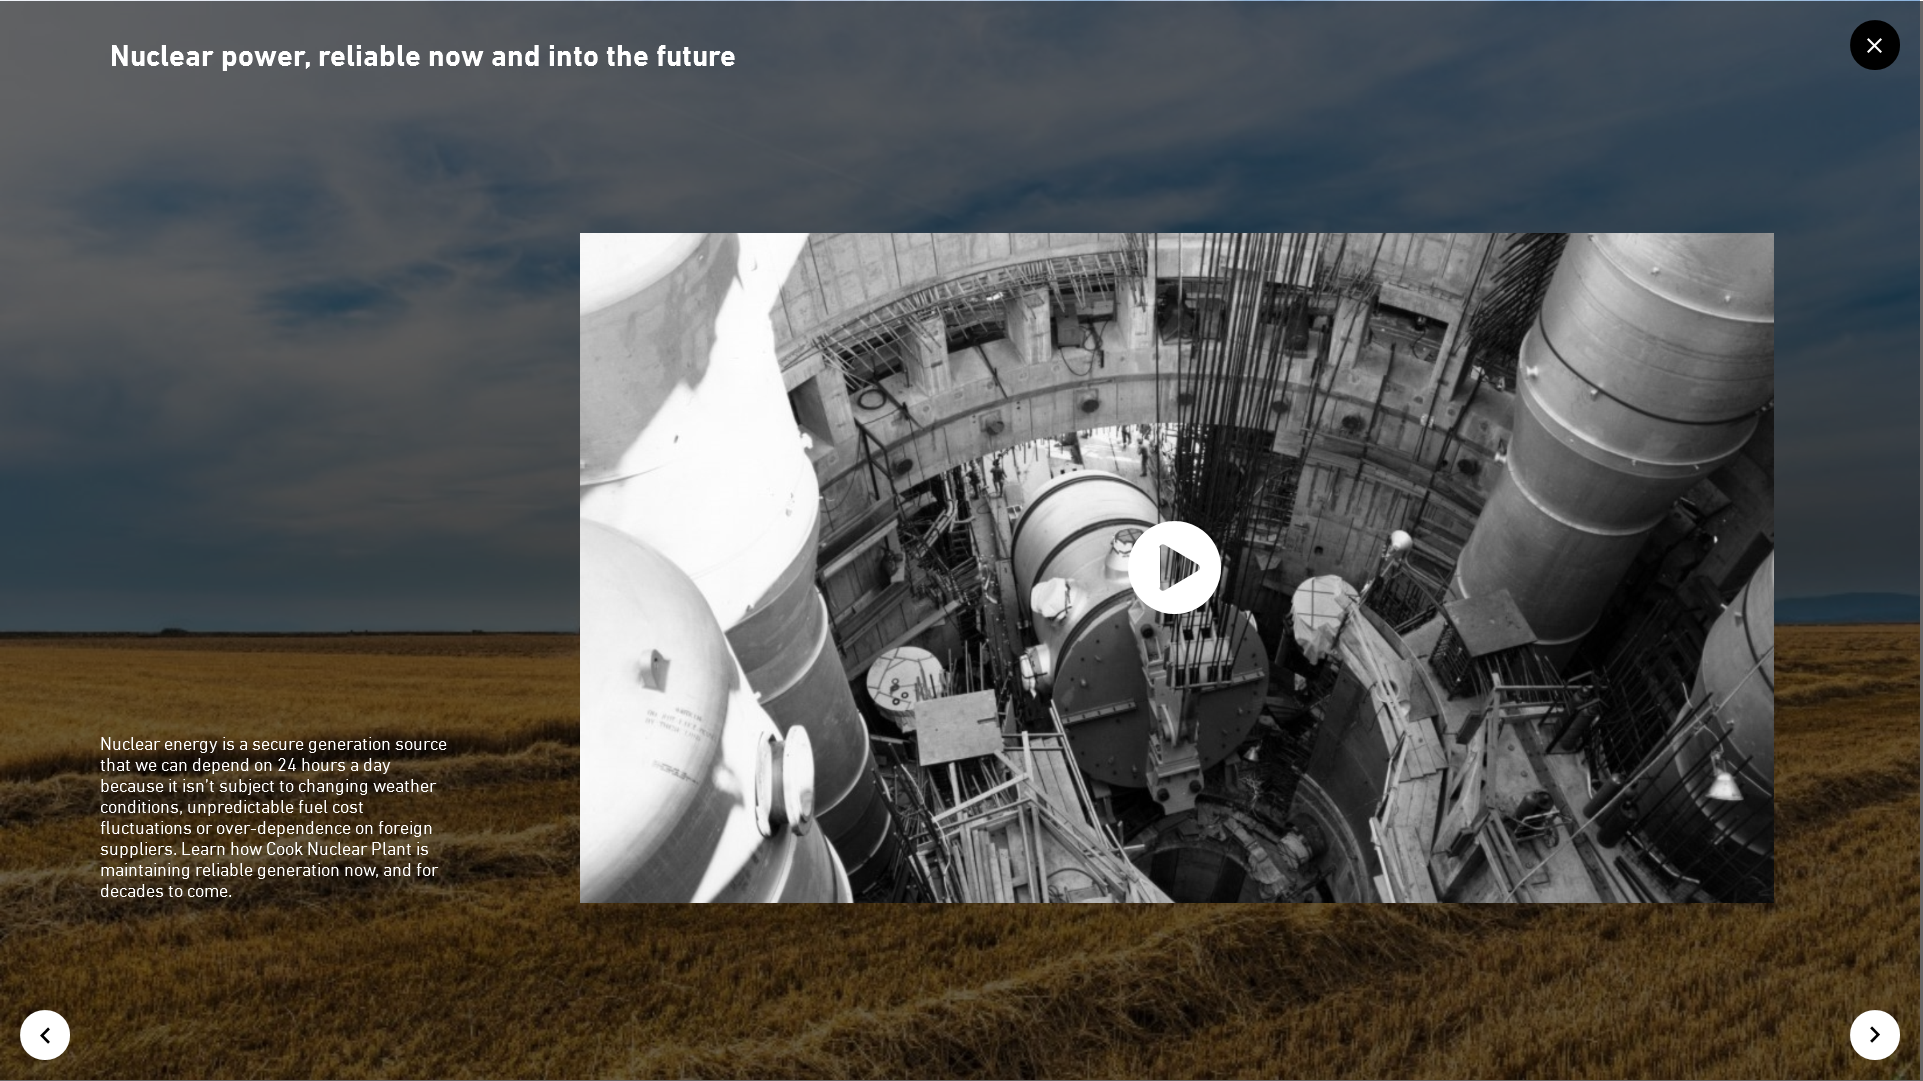 Nuclear power, reliable now and into the future
Nuclear energy is a secure generation source
that we can depend on 24 hours a day
because it isn't subject to changing weather
conditions, unpredictable fuel cost
fluctuations or over-dependence on foreign
suppliers. Learn how Cook Nuclear Plant is
maintaining reliable generation now, and for
decades to come.